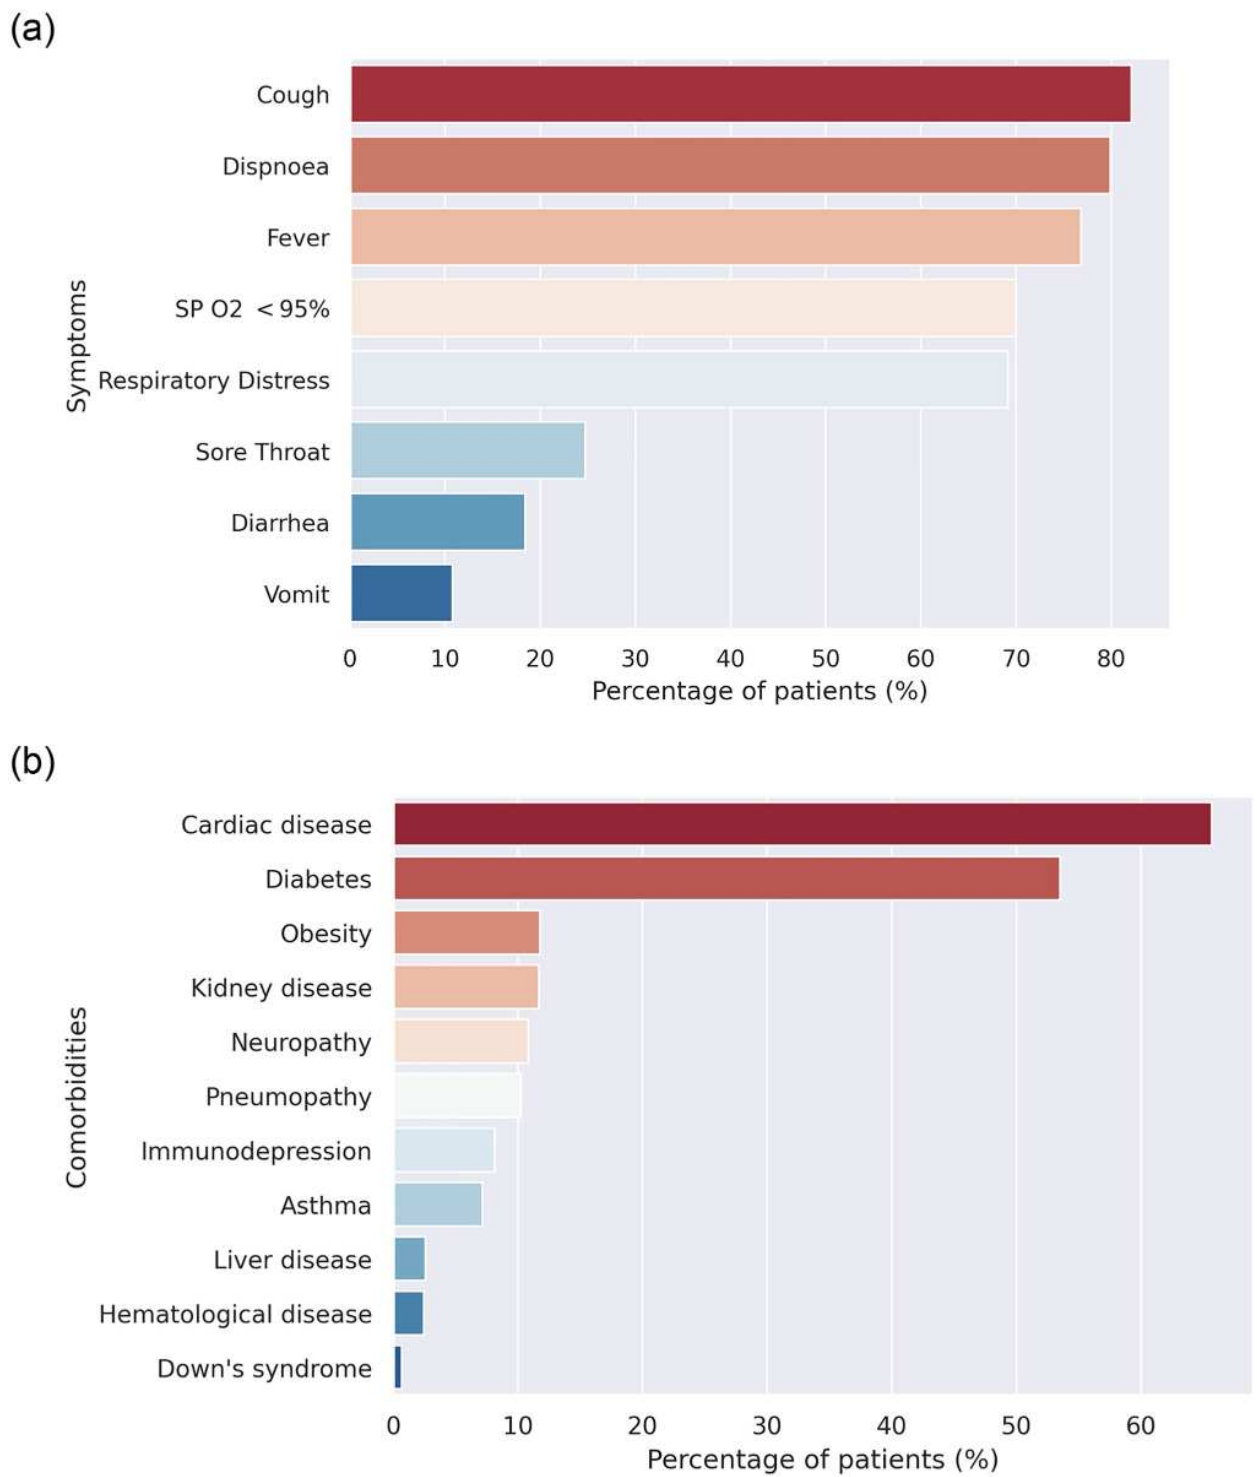 (a)
Symptoms
Cough
Dispnoea
Fever
SP O2 < 95%
Respiratory Distress
Sore Throat
Diarrhea
Vomit
0 10 20 30 40 50 60 70 80
Percentage of patients (%)
(b)
Comorbidities
Cardiac disease
Diabetes
Obesity
Kidney disease
Neuropathy
Pneumopathy
Immunodepression
Asthma
Liver disease
Hematological disease
Down's syndrome
0 10 20 30 40 50 60
Percentage of patients (%)